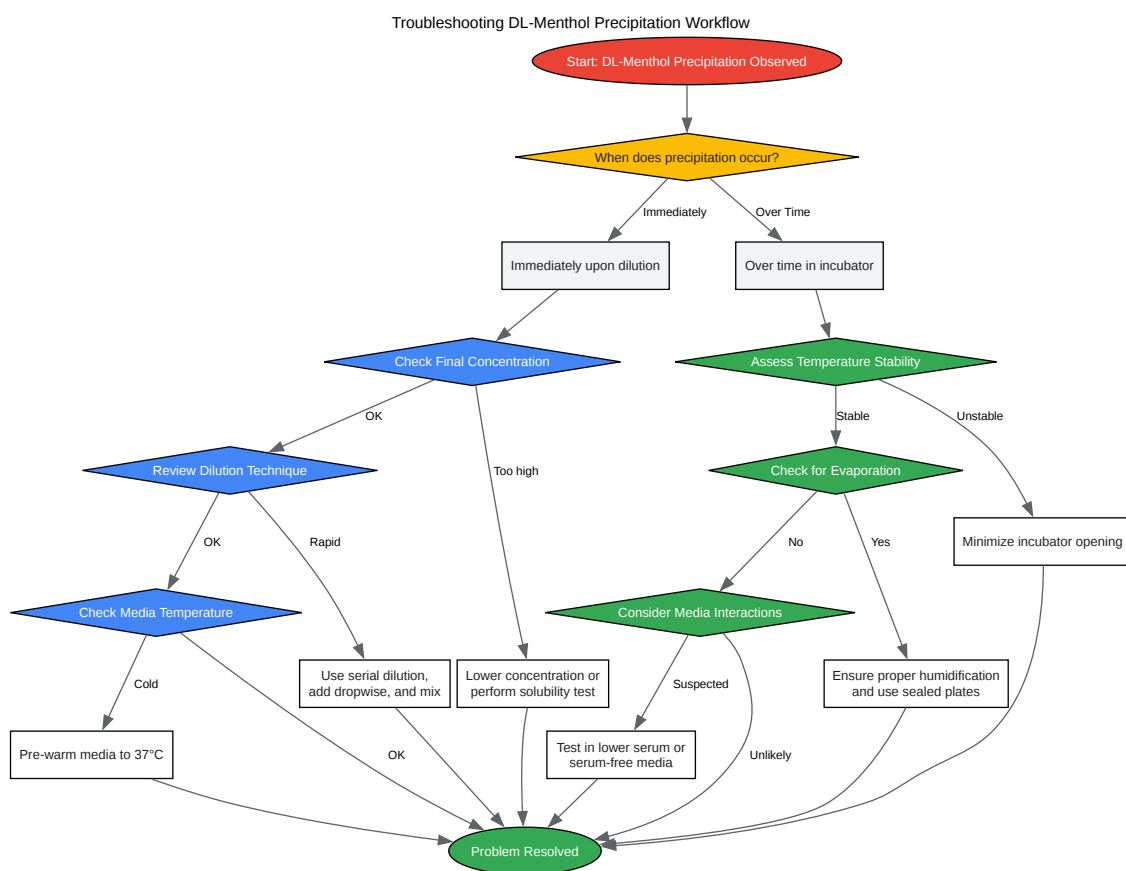 Troubleshooting DL-Menthol Precipitation Workflow
Start: DL-Menthol Precipitation Observed
When does precipitation occur?
Immediately
Over Time
Immediately upon dilution
Over time in incubator
Check Final Concentration
Assess Temperature Stability
OK
Stable
Unstable
Review Dilution Technique
Too high
Check for Evaporation
OK
Rapid
No
Yes
Minimize incubator opening
Check Media Temperature
Consider Media Interactions
Cold
Use serial dilution,
add dropwise, and mix
Lower concentration or
perform solubility test
Suspected
Ensure proper humidification
and use sealed plates
Pre-warm media to 37°C
OK
Test in lower serum or
serum-free media
Unlikely
Problem Resolved